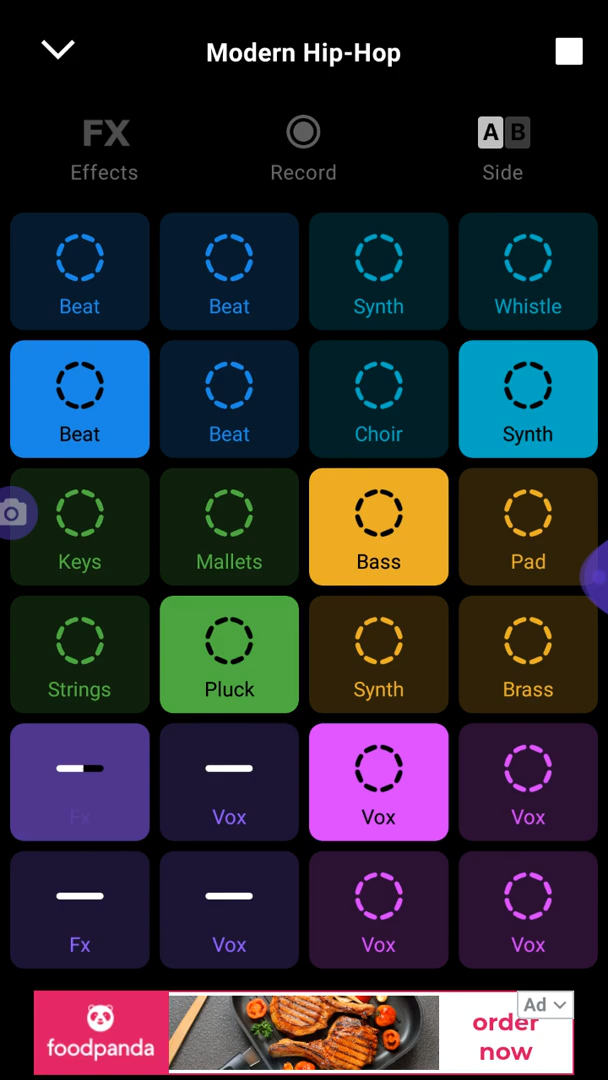 Modern Hip-Hop
FX
A B
Effects
Record
Side
Beat
Beat
Synth
Whistle
Beat
Beat
Choir
Synth
Keys
Mallets
Bass
Pad
Strings
Pluck
Synth
Brass
Fx
Vox
Vox
Vox
Fx
Vox
Vox
Vox
foodpanda
Ad
order
now